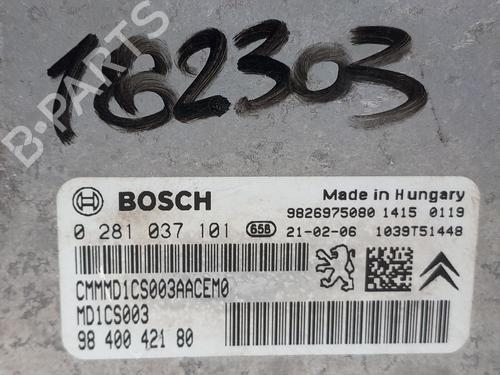 T62303
B-PARTS
BOSCH
Made in Hungary
9826975080 1415 0119
0 281 037 101 658 21-02-06 1039T51448
CMMMD1CS003AACEM0
MD1CS003
98 400 421 80